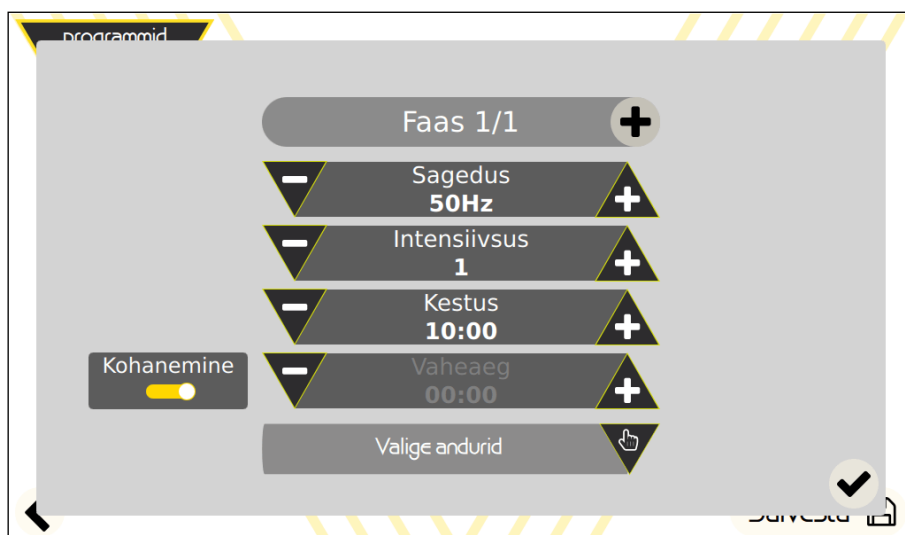 programmid
Faas 1/1
Sagedus
50Hz
Intensiivsus
1
Kestus
10:00
Kohanemine
Vaheaeg
00:00
Valige andurid